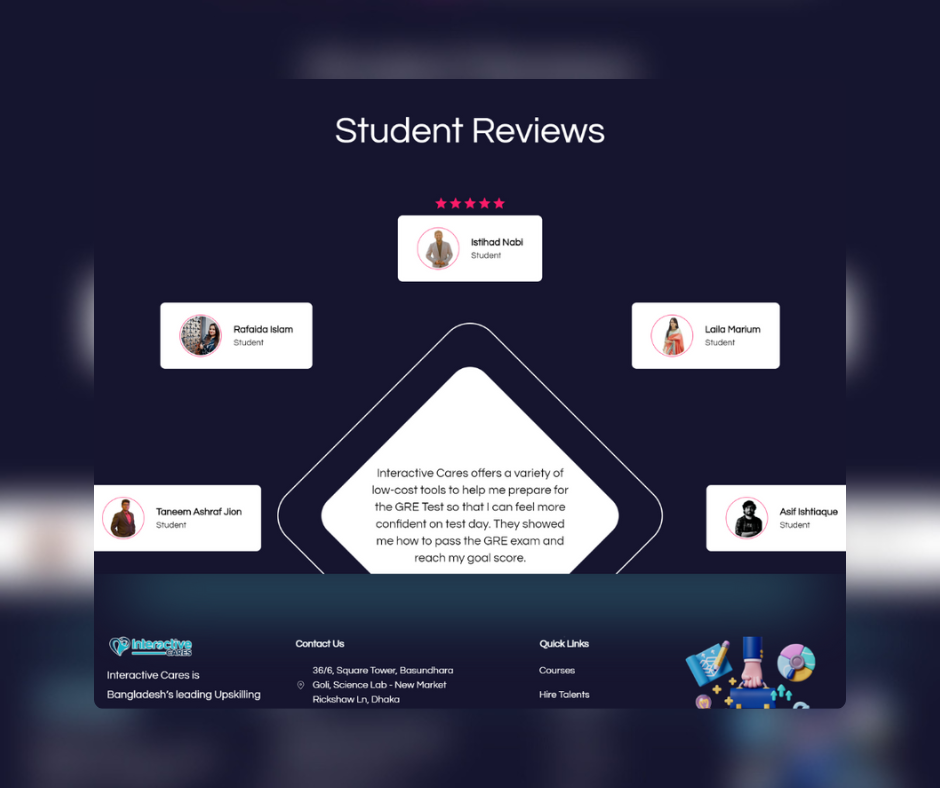 Student Reviews
Istihad Nabi
Student
Rafaida Islam
Student
Laila Marium
Student
Interactive Cares offers a variety of
low-cost tools to help me prepare for
the GRE Test so that I can feel more
confident on test day. They showed
me how to pass the GRE exam and
reach my goal score.
Taneem Ashraf Jion
Student
Asif Ishtiaque
Student
interactive
CARES
Interactive Cares is
Bangladesh's leading Upskilling
Contact Us
36/6, Square Tower, Basundhara
Goli, Science Lab - New Market
Rickshaw Ln, Dhaka
Quick Links
Courses
Hire Talents